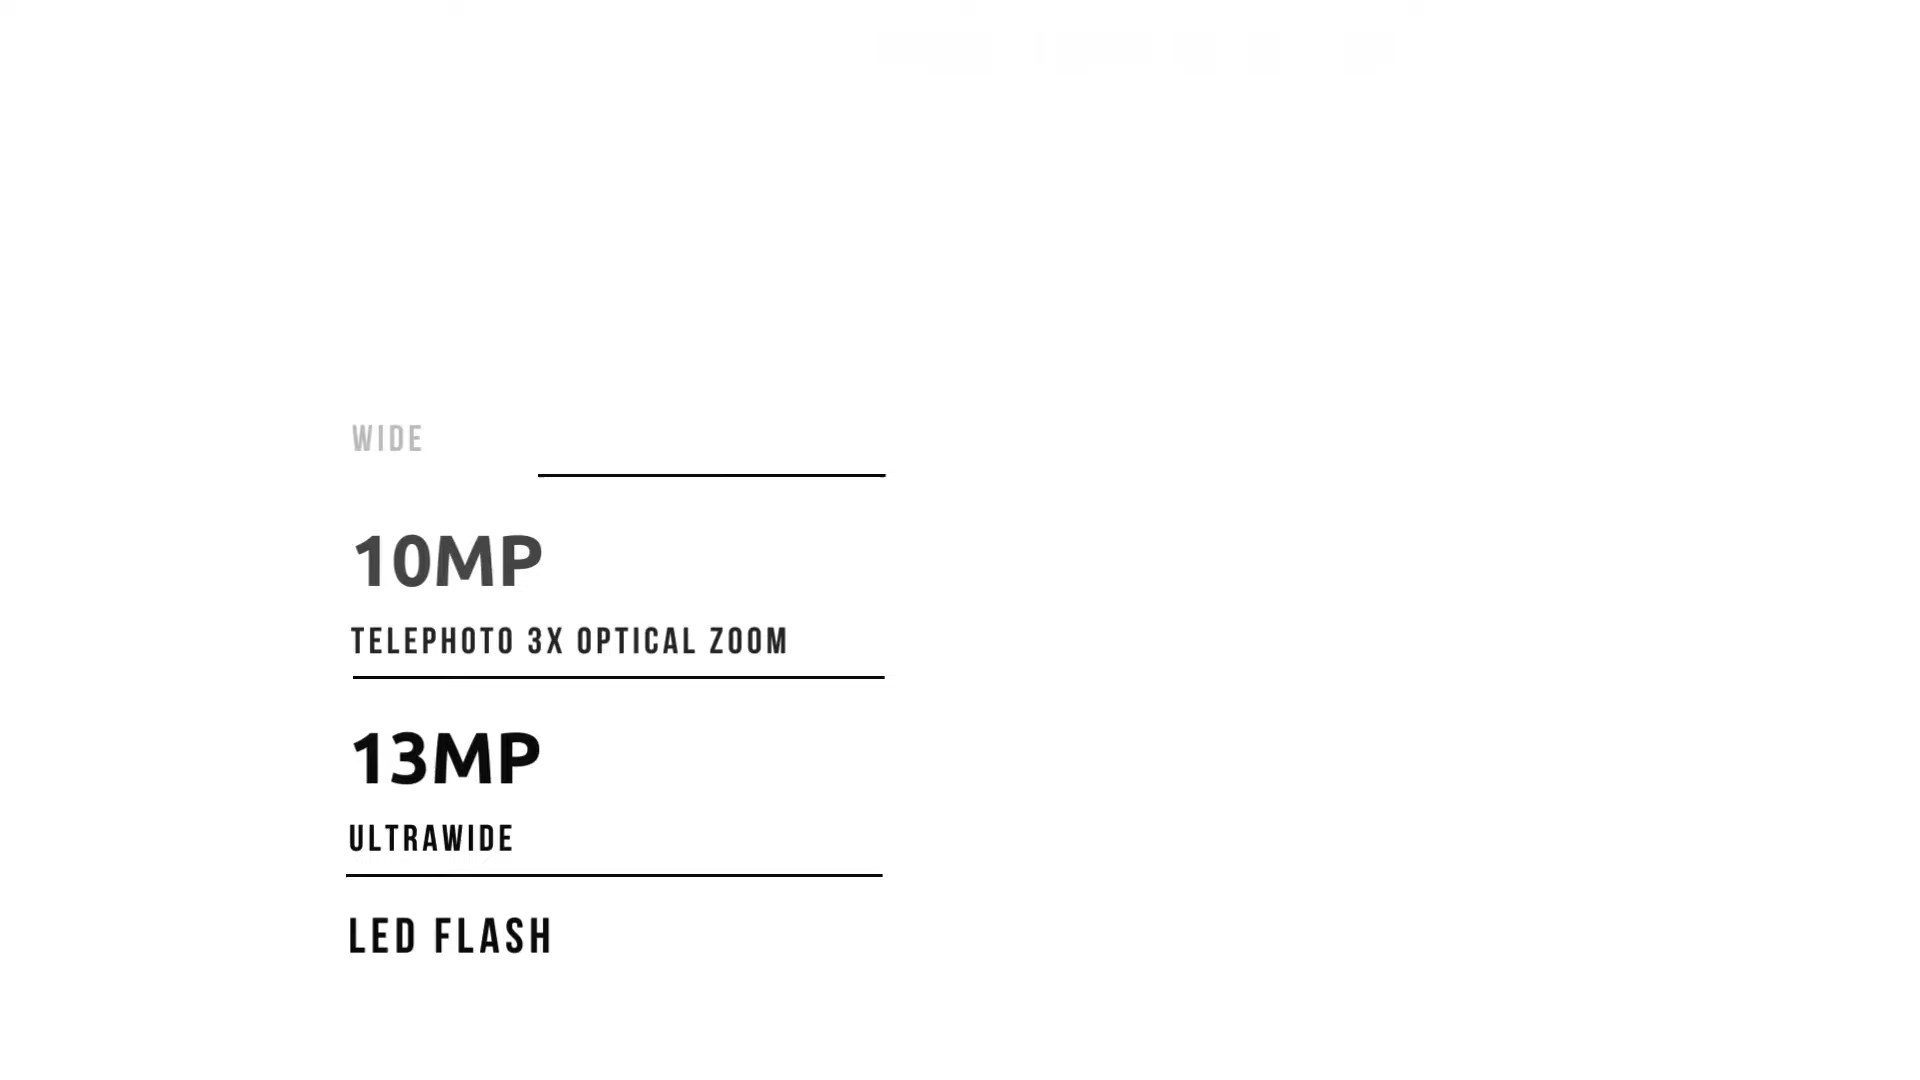 WIDE
10MP
TELEPHOTO 3X OPTICAL ZOOM
13MP
ULTRAWIDE
LED FLASH